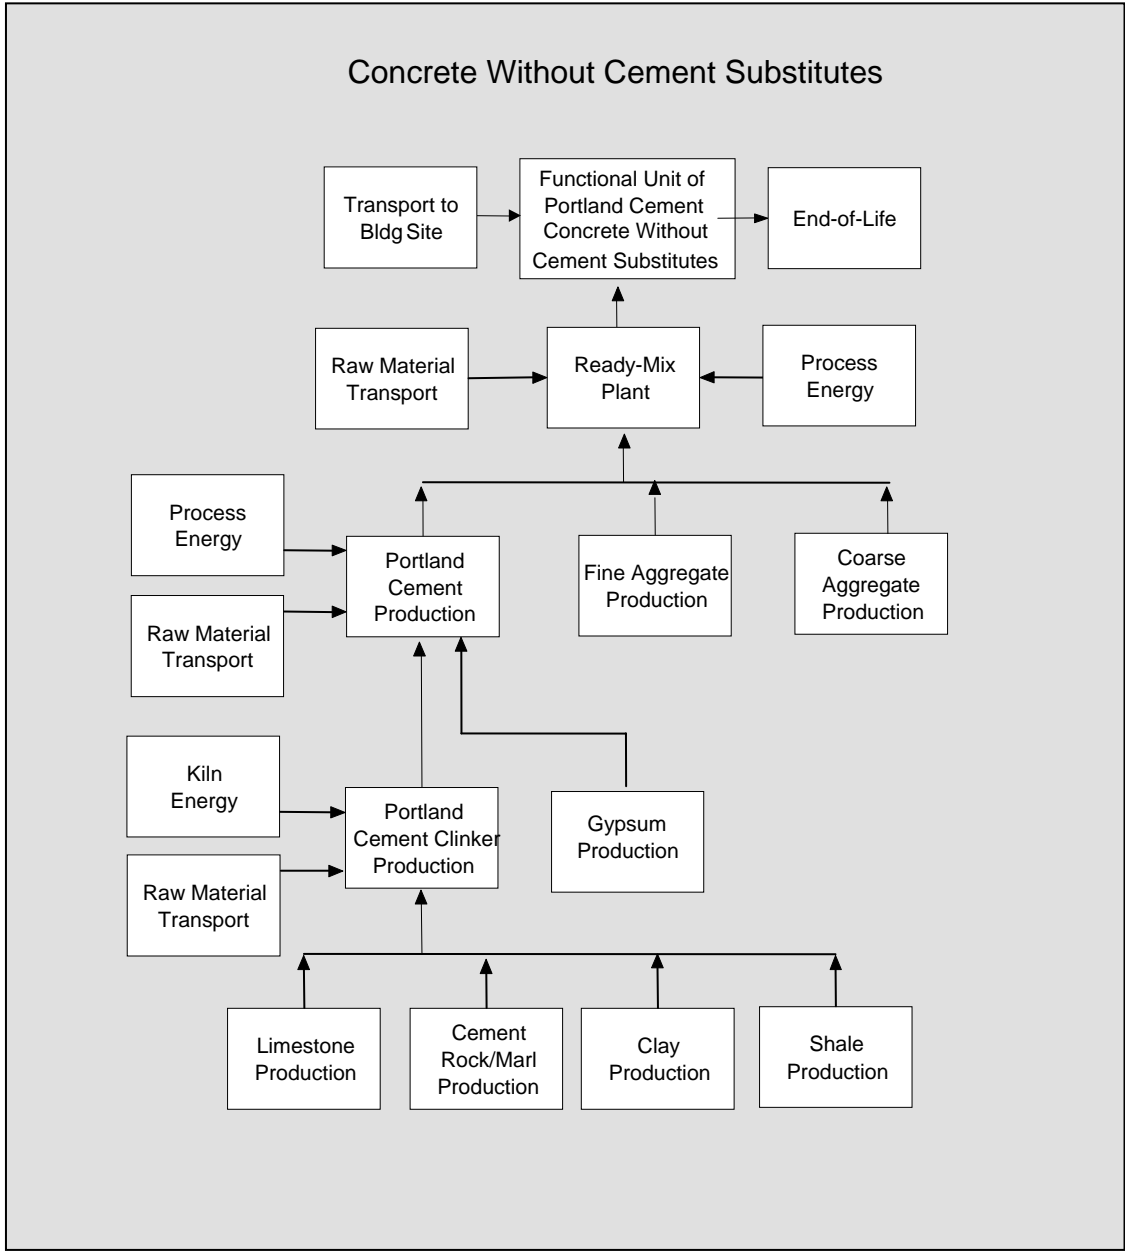 Concrete Without Cement Substitutes
Transport to
Bldg Site
Functional Unit of
Portland Cement
Concrete Without
Cement Substitutes
End-of-Life
Raw Material
Transport
Ready-Mix
Plant
Process
Energy
Process
Energy
Raw Material
Transport
Portland
Cement
Production
Fine Aggregate
Production
Coarse
Aggregate
Production
Kiln
Energy
Raw Material
Transport
Portland
Cement Clinker
Production
Gypsum
Production
Limestone
Production
Cement
Rock/Marl
Production
Clay
Production
Shale
Production